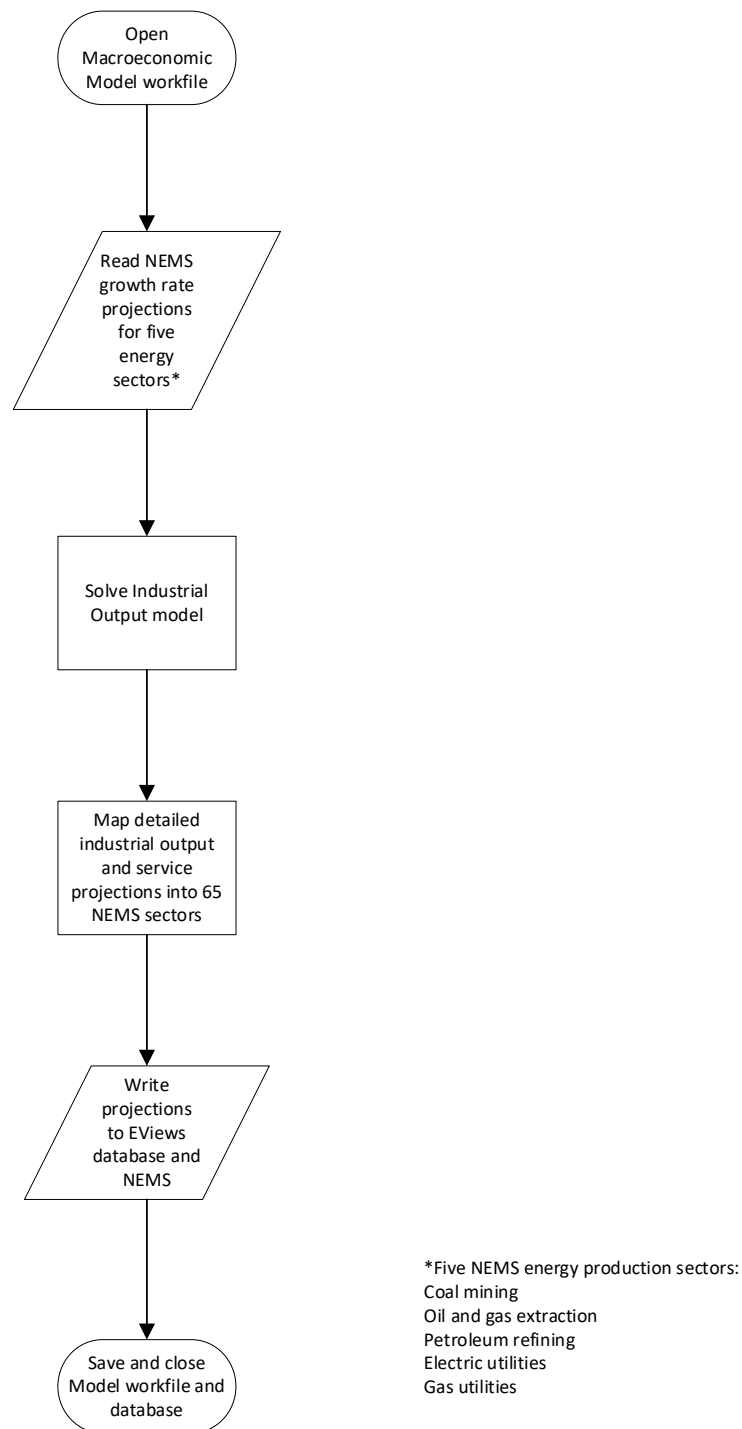 Open
Macroeconomic
Model workfile
Read NEMS
growth rate
projections
for five
energy
sectors*
Solve Industrial
Output model
Map detailed
industrial output
and service
projections into 65
NEMS sectors
Write
projections
to EViews
database and
NEMS
Save and close
Model workfile and
database
*Five NEMS energy production sectors:
Coal mining
Oil and gas extraction
Petroleum refining
Electric utilities
Gas utilities